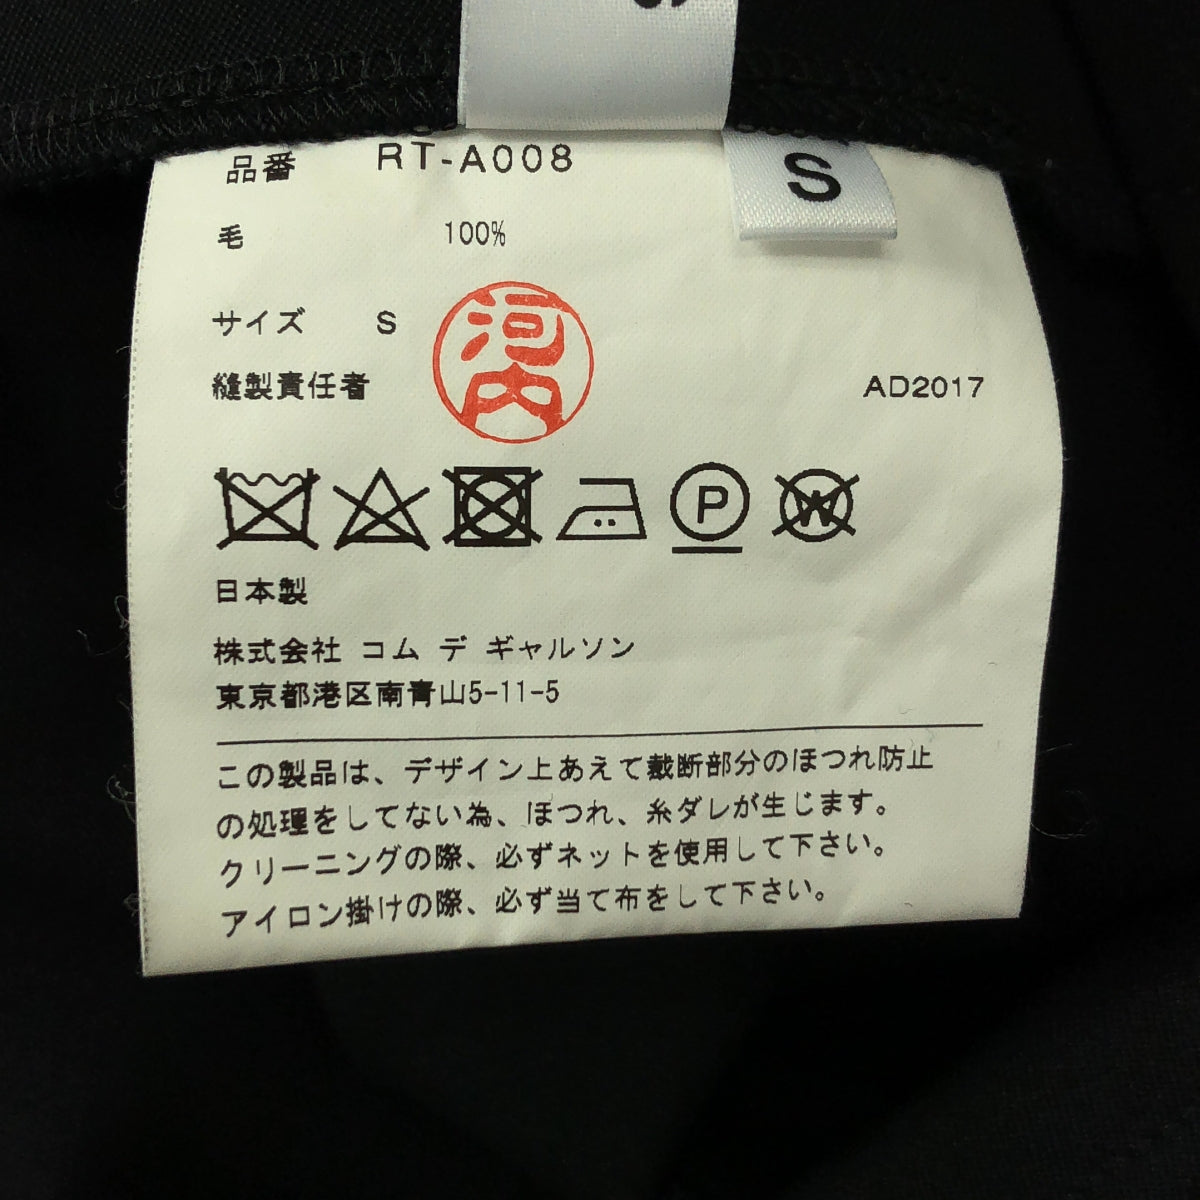 品番 RT-A008
S
毛 100%
サイズ S
河内
縫製責任者
AD2017
P
W
日本製
株式会社 コム デ ギャルソン
東京都港区南青山5-11-5
この製品は、デザイン上あえて裁断部分のほつれ防止
の処理をしてない為、ほつれ、糸ダレが生じます。
クリーニングの際、必ずネットを使用して下さい。
アイロン掛けの際、必ず当て布をして下さい。